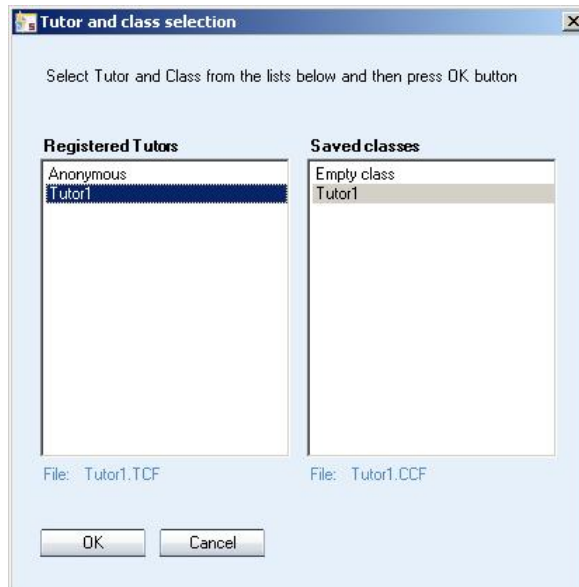 Tutor and class selection
Select Tutor and Class from the lists below and then press OK button
Registered Tutors
Anonymous
Tutor1
File: Tutor1.TCF
Saved classes
Empty class
Tutor1
File: Tutor1.CCF
OK
Cancel